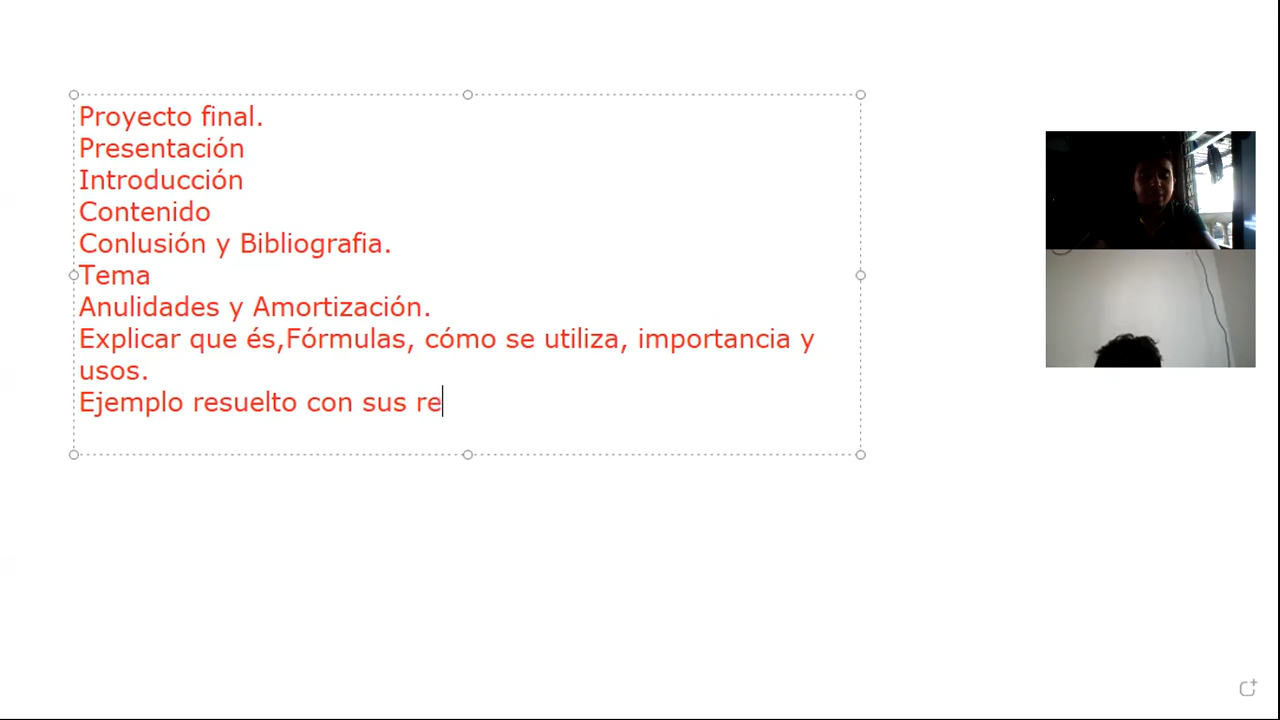 Proyecto final.
Presentación
Introducción
Contenido
Conlusión y Bibliografia.
Tema
Anulidades y Amortización.
Explicar que és,Fórmulas, cómo se utiliza, importancia y
usos.
Ejemplo resuelto con sus re